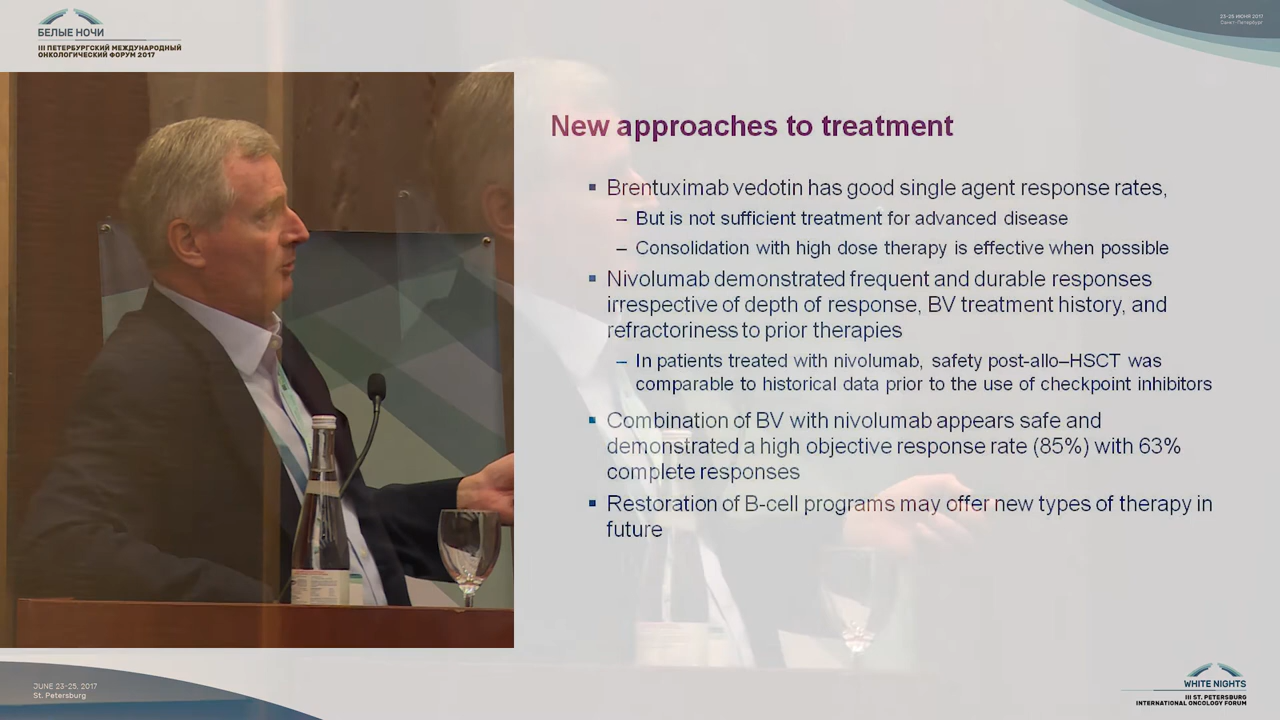 БЕЛЫЕ НОЧИ
III ПЕТЕРБУРГСКИЙ МЕЖДУНАРОДНЫЙ
ОНКОЛОГИЧЕСКИЙ ФОРУМ 2017
23-25 ИЮНЯ 2017
Санкт-Петербург
New approaches to treatment
▪ Brentuximab vedotin has good single agent response rates,
– But is not sufficient treatment for advanced disease
– Consolidation with high dose therapy is effective when possible
▪ Nivolumab demonstrated frequent and durable responses
irrespective of depth of response, BV treatment history, and
refractoriness to prior therapies
– In patients treated with nivolumab, safety post-allo–HSCT was
comparable to historical data prior to the use of checkpoint inhibitors
▪ Combination of BV with nivolumab appears safe and
demonstrated a high objective response rate (85%) with 63%
complete responses
▪ Restoration of B-cell programs may offer new types of therapy in
future
JUNE 23-25, 2017
St. Petersburg
WHITE NIGHTS
III ST. PETERSBURG
INTERNATIONAL ONCOLOGY FORUM